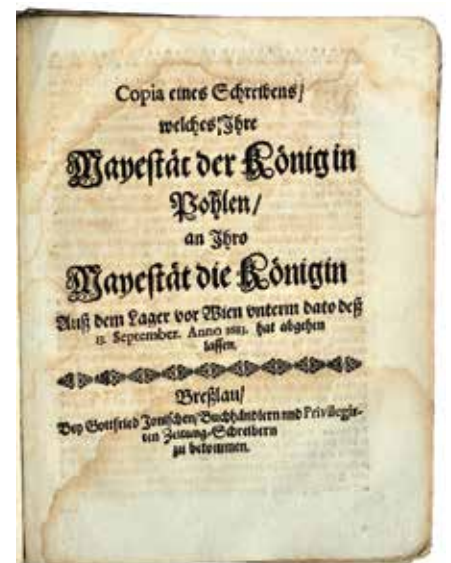 Copia eines Schreibens/
welches/Ihre
Mayestät der König in
Pohlen/
an Ihro
Mayestät die Königin
Auß dem Lager vor Wien unterm dato deß
13. September. Anno 1683. hat abgehen
lassen.
Breßlau/
Bey Gottfried Jonischen/Buchhändlern und Privilegir-
ten Zeitung-Schreibern
zu bekommen.